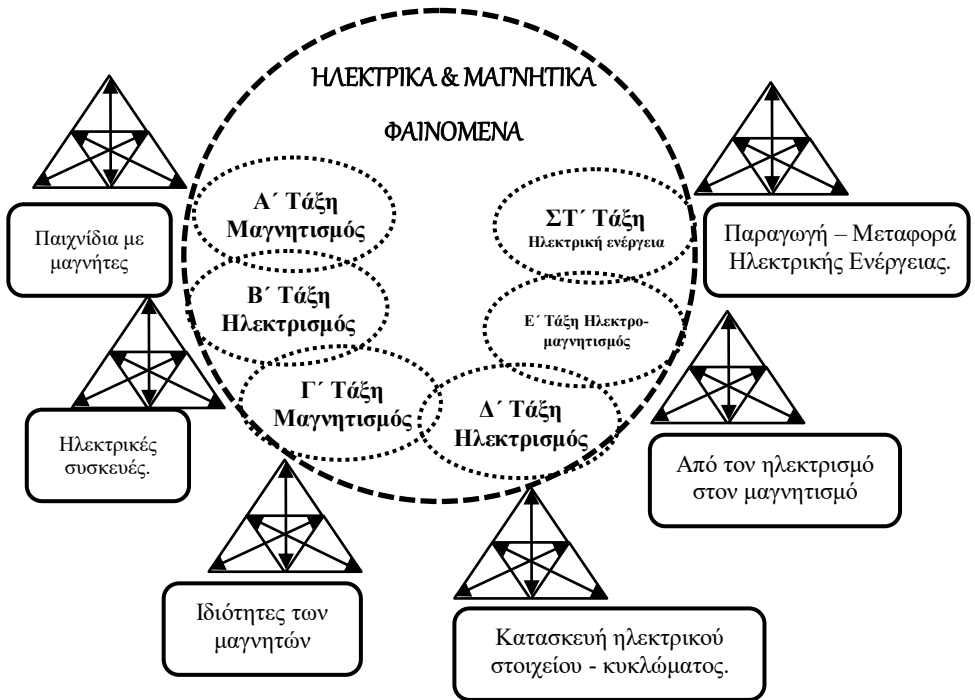 ΗΛΕΚΤΡΙΚΑ & ΜΑΓΝΗΤΙΚΑ
ΦΑΙΝΟΜΕΝΑ
Α΄ Τάξη
Μαγνητισμός
Β΄ Τάξη
Ηλεκτρισμός
Γ΄ Τάξη
Μαγνητισμός
Δ΄ Τάξη
Ηλεκτρισμός
Ε΄ Τάξη Ηλεκτρο-
μαγνητισμός
ΣΤ΄ Τάξη
Ηλεκτρική ενέργεια
Παιχνίδια με
μαγνήτες
Ηλεκτρικές
συσκευές.
Ιδιότητες των
μαγνητών
Κατασκευή ηλεκτρικού
στοιχείου - κυκλώματος.
Από τον ηλεκτρισμό
στον μαγνητισμό
Παραγωγή – Μεταφορά
Ηλεκτρικής Ενέργειας.